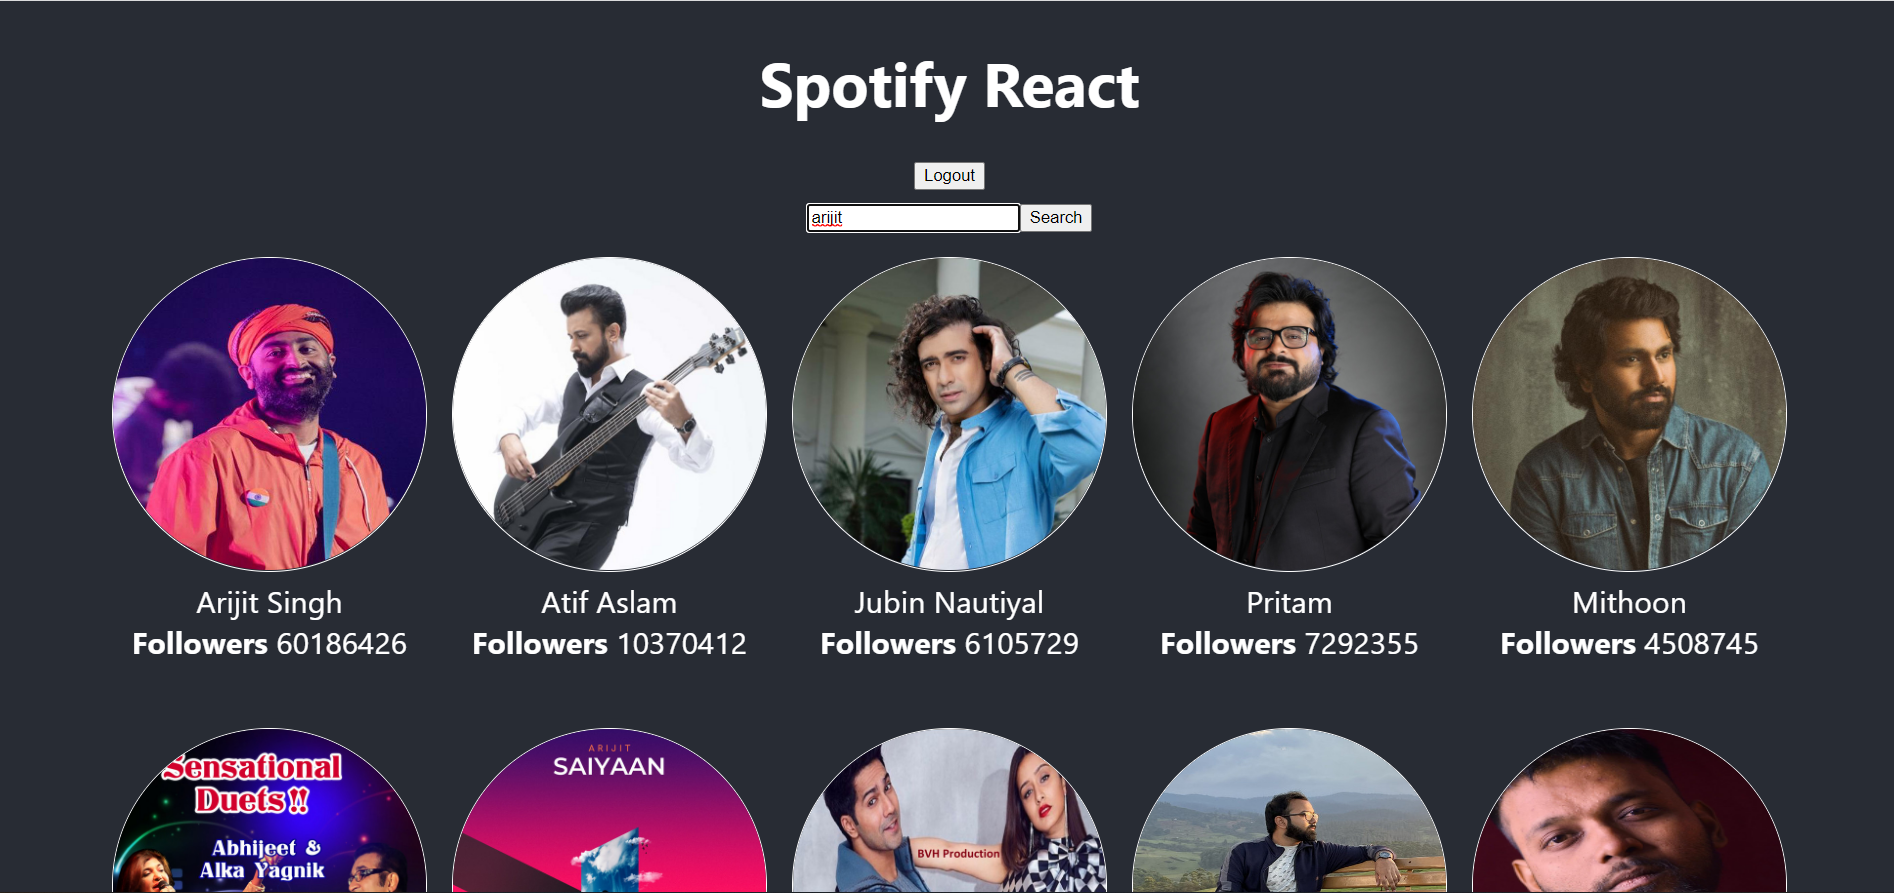 Spotify React
Logout
arijit
Search
Arijit Singh
Followers 60186426
Atif Aslam
Followers 10370412
Jubin Nautiyal
Followers 6105729
Pritam
Followers 7292355
Mithoon
Followers 4508745
Sensational
Duets!!
Abhijeet &
Alka Yagnik
ARIJIT
SAIYAAN
BVH Production